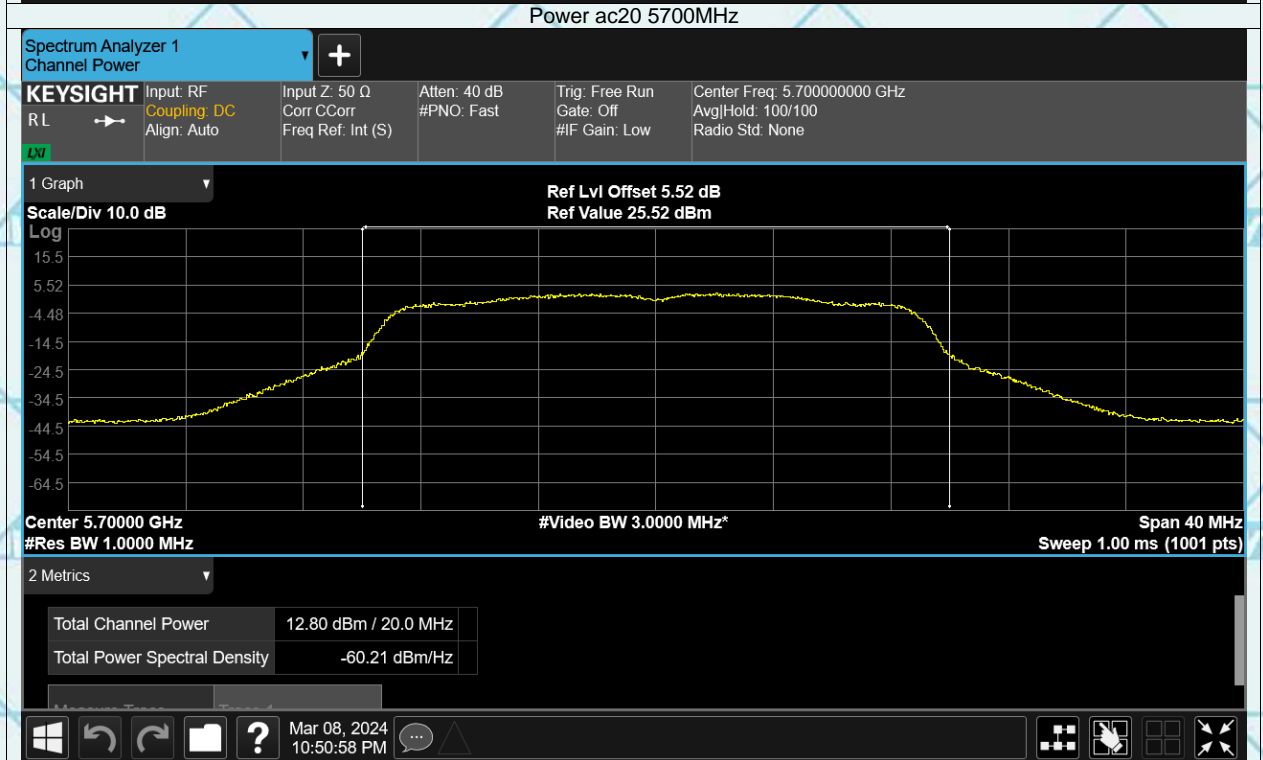 Power ac20 5700MHz
Spectrum Analyzer 1
Channel Power
KEYSIGHT
R L
LXI
Input: RF
Coupling: DC
Align: Auto
Input Z: 50 Ω
Corr CCorr
Freq Ref: Int (S)
Atten: 40 dB
#PNO: Fast
Trig: Free Run
Gate: Off
#IF Gain: Low
Center Freq: 5.700000000 GHz
Avg|Hold: 100/100
Radio Std: None
1 Graph
Scale/Div 10.0 dB
Ref Lvl Offset 5.52 dB
Ref Value 25.52 dBm
Log
15.5
5.52
-4.48
-14.5
-24.5
-34.5
-44.5
-54.5
-64.5
Center 5.70000 GHz
#Video BW 3.0000 MHz*
Span 40 MHz
#Res BW 1.0000 MHz
Sweep 1.00 ms (1001 pts)
2 Metrics
Total Channel Power 12.80 dBm / 20.0 MHz
Total Power Spectral Density -60.21 dBm/Hz
Mar 08, 2024
10:50:58 PM